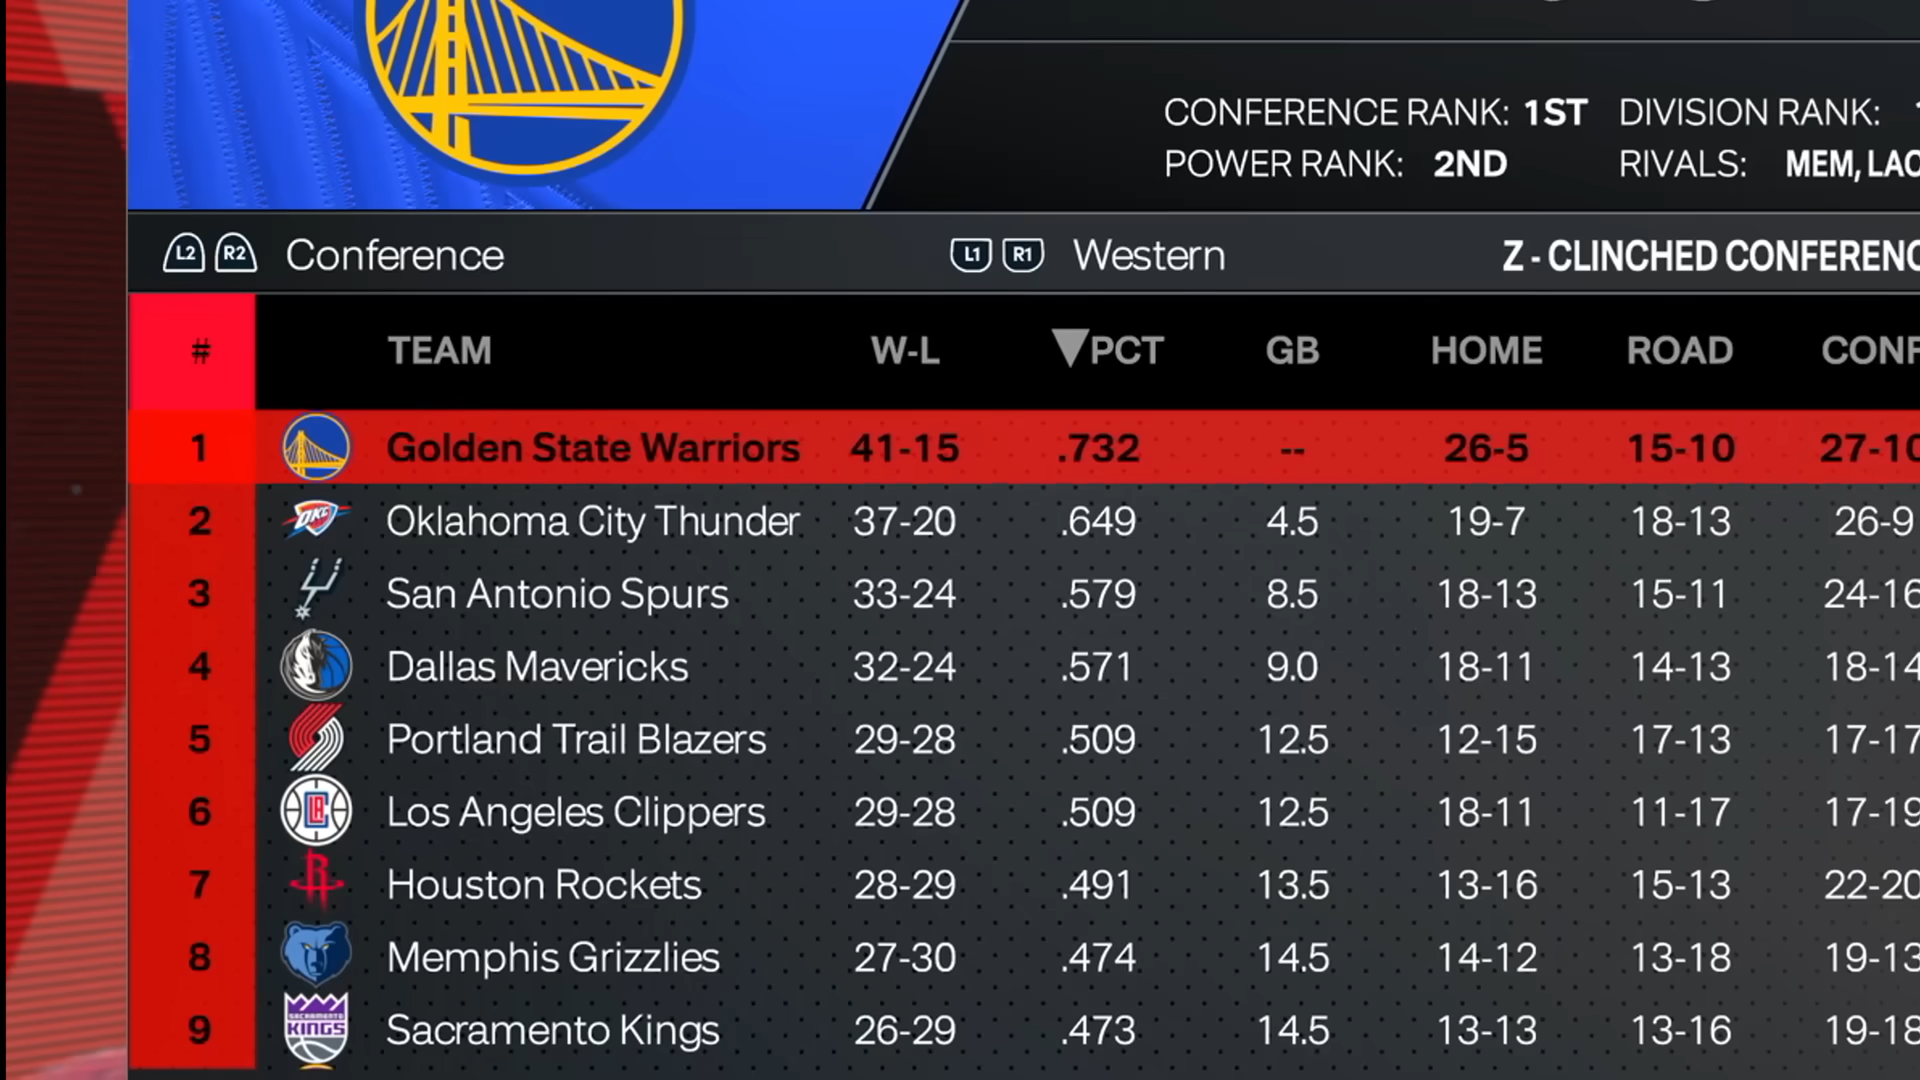 CONFERENCE RANK: 1ST DIVISION RANK:
POWER RANK: 2ND RIVALS: MEM, LAC
L2 R2 Conference L1 R1 Western Z - CLINCHED CONFERENC
# TEAM W-L ▼PCT GB HOME ROAD CONF
1 Golden State Warriors 41-15 .732 -- 26-5 15-10 27-10
2 OKC Oklahoma City Thunder 37-20 .649 4.5 19-7 18-13 26-9
3 San Antonio Spurs 33-24 .579 8.5 18-13 15-11 24-16
4 Dallas Mavericks 32-24 .571 9.0 18-11 14-13 18-14
5 Portland Trail Blazers 29-28 .509 12.5 12-15 17-13 17-17
6 LA Los Angeles Clippers 29-28 .509 12.5 18-11 11-17 17-19
7 R Houston Rockets 28-29 .491 13.5 13-16 15-13 22-20
8 Memphis Grizzlies 27-30 .474 14.5 14-12 13-18 19-13
9 SACRAMENTO KINGS Sacramento Kings 26-29 .473 14.5 13-13 13-16 19-18